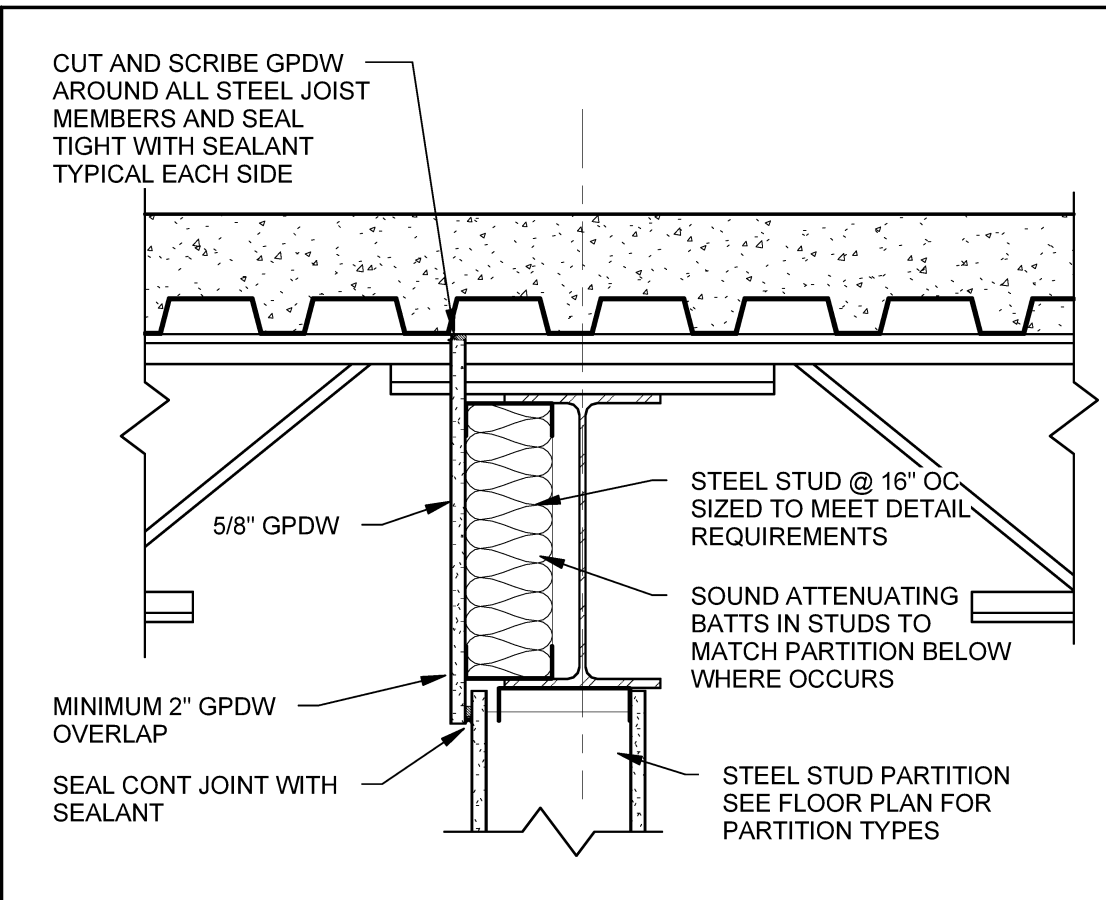 CUT AND SCRIBE GPDW
AROUND ALL STEEL JOIST
MEMBERS AND SEAL
TIGHT WITH SEALANT
TYPICAL EACH SIDE
5/8" GPDW
STEEL STUD @ 16" OC
SIZED TO MEET DETAIL
REQUIREMENTS
SOUND ATTENUATING
BATTS IN STUDS TO
MATCH PARTITION BELOW
WHERE OCCURS
MINIMUM 2" GPDW
OVERLAP
SEAL CONT JOINT WITH
SEALANT
STEEL STUD PARTITION
SEE FLOOR PLAN FOR
PARTITION TYPES